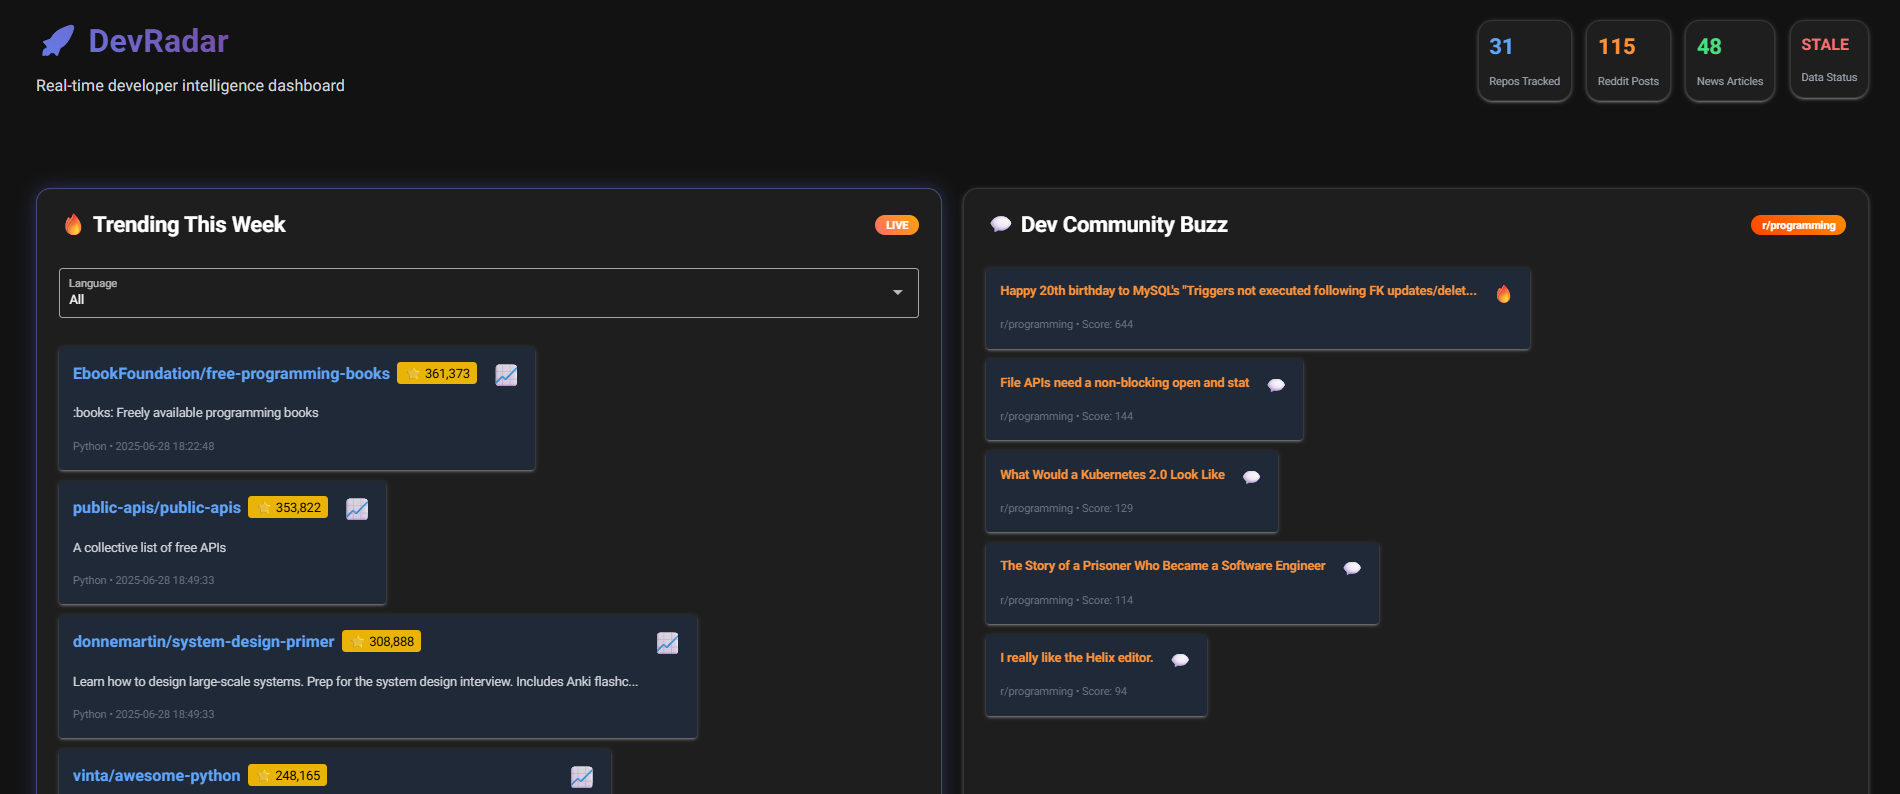 DevRadar
Real-time developer intelligence dashboard
31
Repos Tracked
115
Reddit Posts
48
News Articles
STALE
Data Status
Trending This Week
LIVE
Language
All
EbookFoundation/free-programming-books 361,373
:books: Freely available programming books
Python • 2025-06-28 18:22:48
public-apis/public-apis 353,822
A collective list of free APIs
Python • 2025-06-28 18:49:33
donnemartin/system-design-primer 308,888
Learn how to design large-scale systems. Prep for the system design interview. Includes Anki flashc...
Python • 2025-06-28 18:49:33
vinta/awesome-python 248,165
Dev Community Buzz
r/programming
Happy 20th birthday to MySQL's "Triggers not executed following FK updates/delet...
r/programming • Score: 644
File APIs need a non-blocking open and stat
r/programming • Score: 144
What Would a Kubernetes 2.0 Look Like
r/programming • Score: 129
The Story of a Prisoner Who Became a Software Engineer
r/programming • Score: 114
I really like the Helix editor.
r/programming • Score: 94